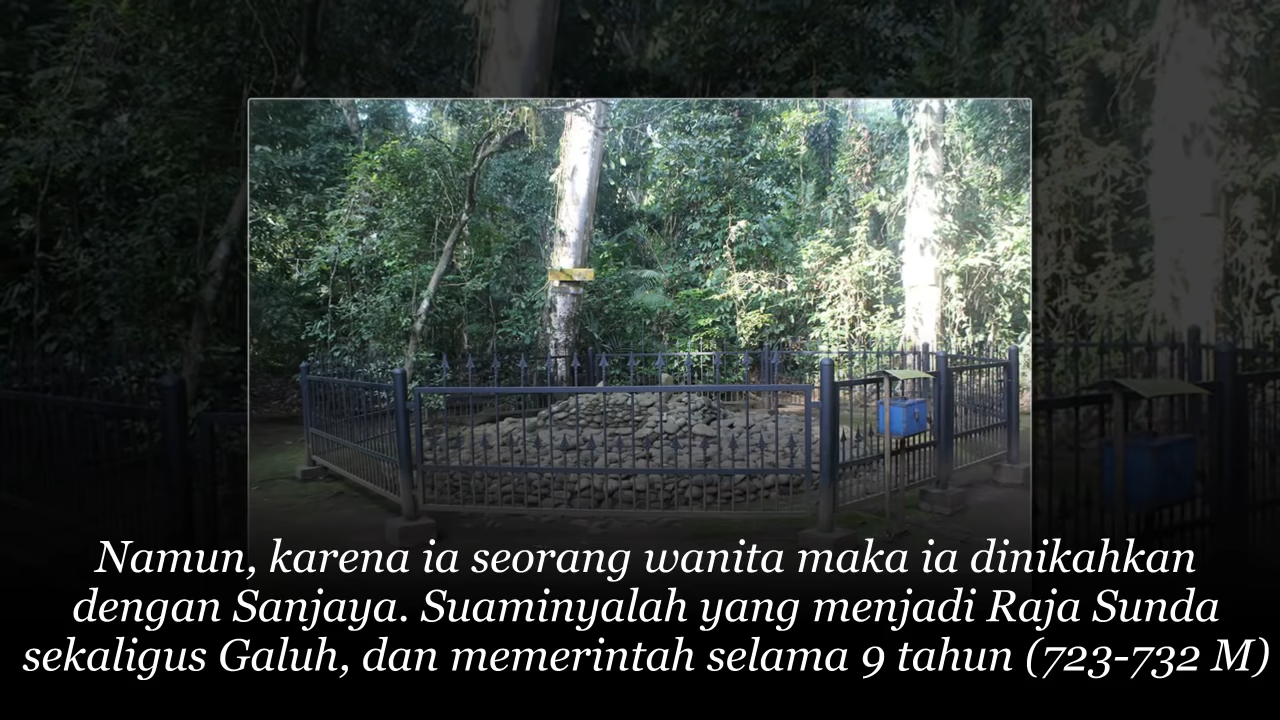 Namun, karena ia seorang wanita maka ia dinikahkan
dengan Sanjaya. Suaminyalah yang menjadi Raja Sunda
sekaligus Galuh, dan memerintah selama 9 tahun (723-732 M)